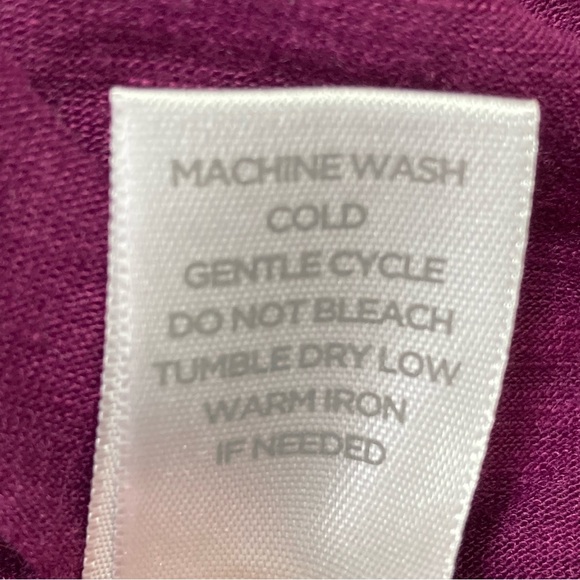 MACHINE WASH
COLD
GENTLE CYCLE
DO NOT BLEACH
TUMBLE DRY LOW
WARM IRON
IF NEEDED